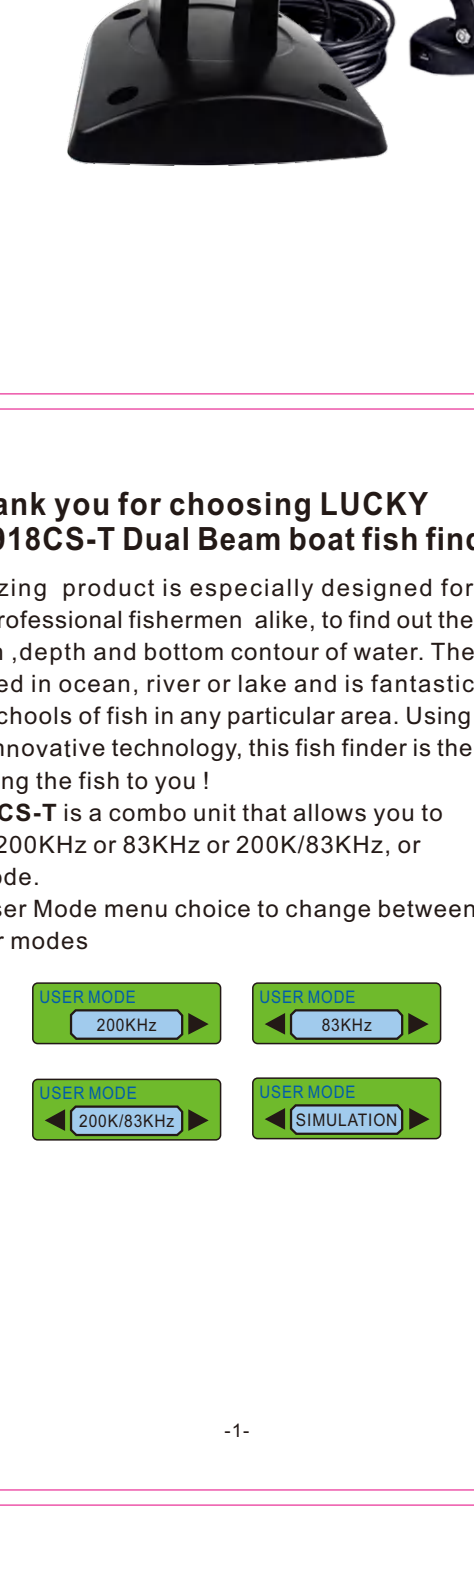 ank you for choosing LUCKY
918CS-T Dual Beam boat fish find
zing product is especially designed for
rofessional fishermen alike, to find out the
n ,depth and bottom contour of water. The
ed in ocean, river or lake and is fantastic
chools of fish in any particular area. Using
nnovative technology, this fish finder is the
ing the fish to you !
CS-T is a combo unit that allows you to
200KHz or 83KHz or 200K/83KHz, or
ode.
ser Mode menu choice to change between
r modes
USER MODE USER MODE
200KHz 83KHz
USER MODE USER MODE
200K/83KHz SIMULATION
-1-